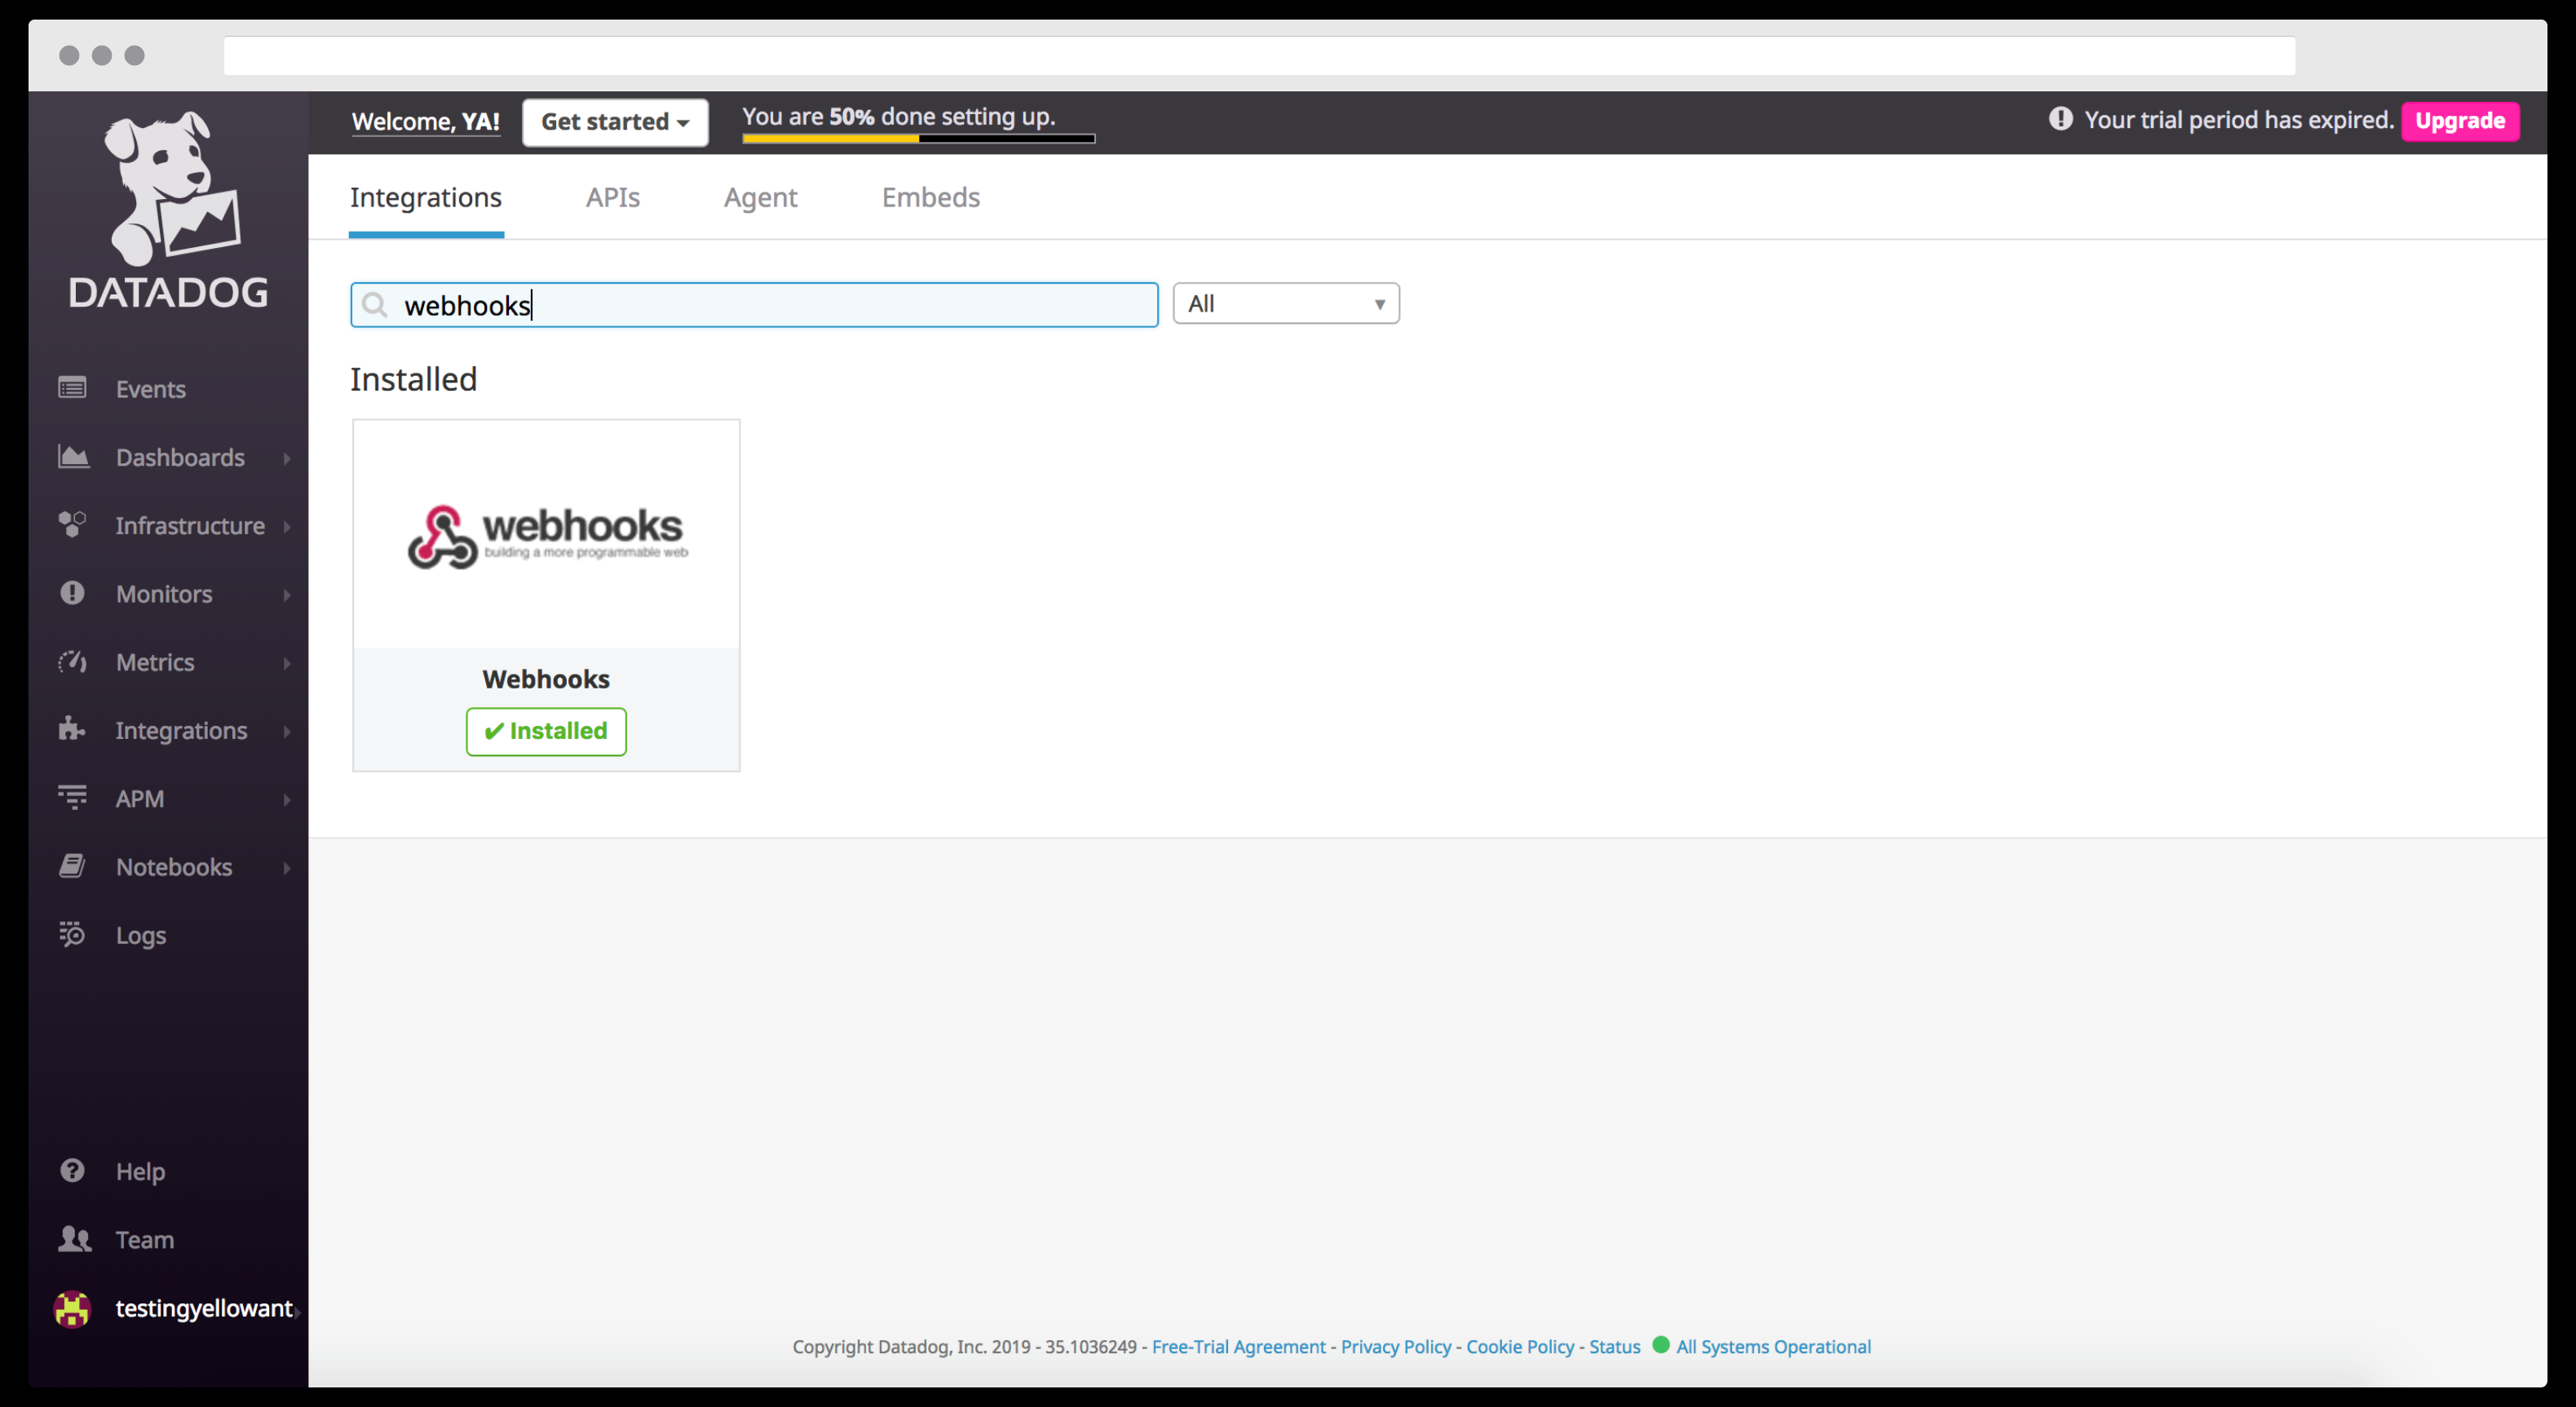 DATADOG
Events
Dashboards
Infrastructure
Monitors
Metrics
Integrations
APM
Notebooks
Logs
Help
Team
testingyellowant
Welcome, YA!
Get started
You are 50% done setting up.
Your trial period has expired.
Upgrade
Integrations
APIs
Agent
Embeds
webhooks
All
Installed
webhooks
building a more programmable web
Webhooks
✔ Installed
Copyright Datadog, Inc. 2019 - 35.1036249 - Free-Trial Agreement - Privacy Policy - Cookie Policy - Status All Systems Operational